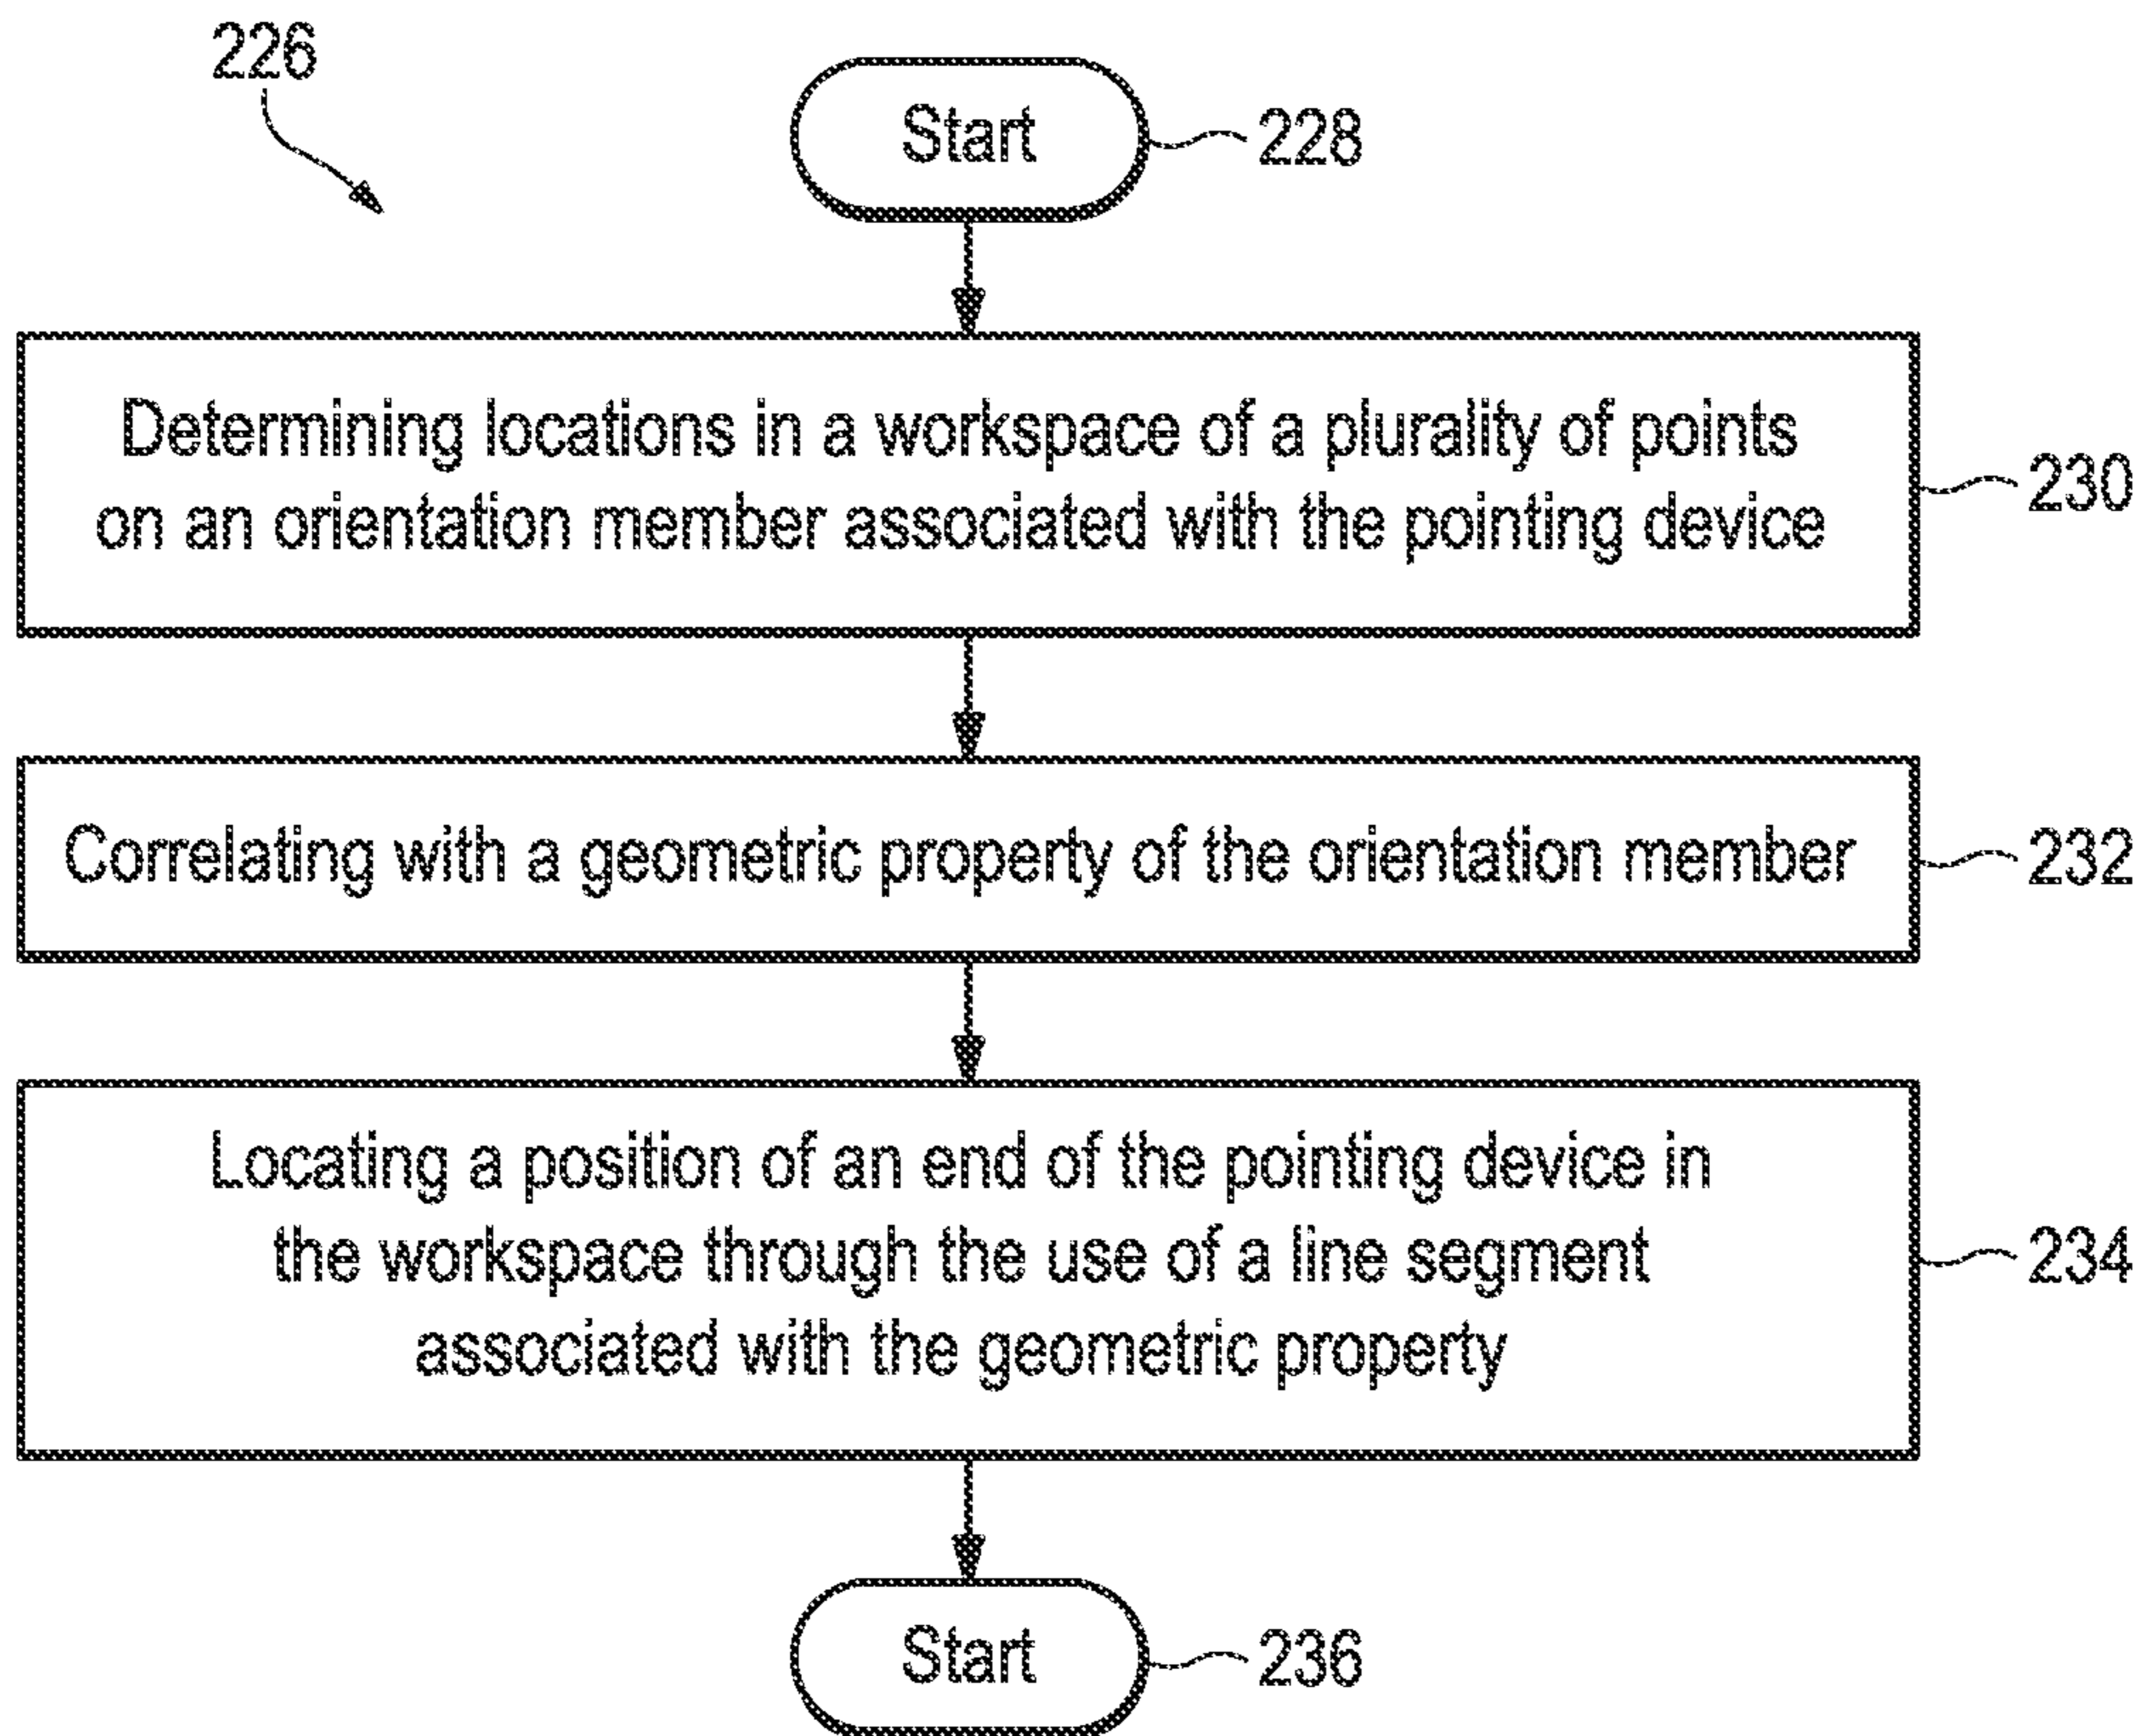 226
Start
228
Determining locations in a workspace of a plurality of points
on an orientation member associated with the pointing device
230
Correlating with a geometric property of the orientation member
232
Locating a position of an end of the pointing device in
the workspace through the use of a line segment
associated with the geometric property
234
Start
236